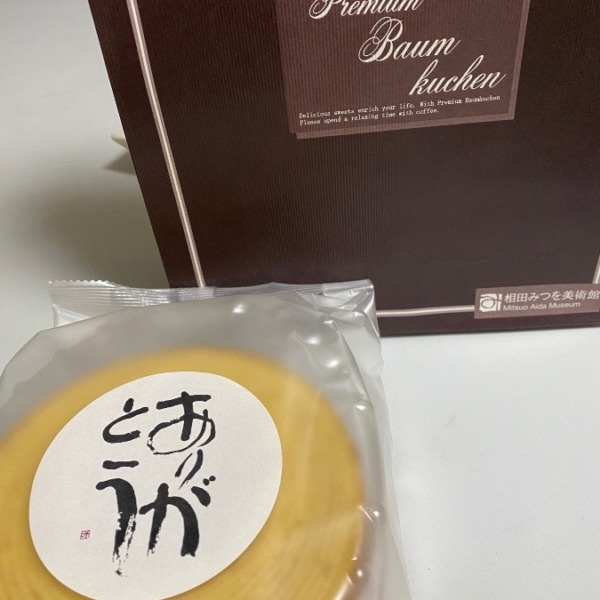 Premium
Baum
kuchen
Delicious sweets enrich your life. With Premium Baumkuchen
Please spend a relaxing time with coffee.
相田みつを美術館
Mitsuo Aida Museum
ありが
とう